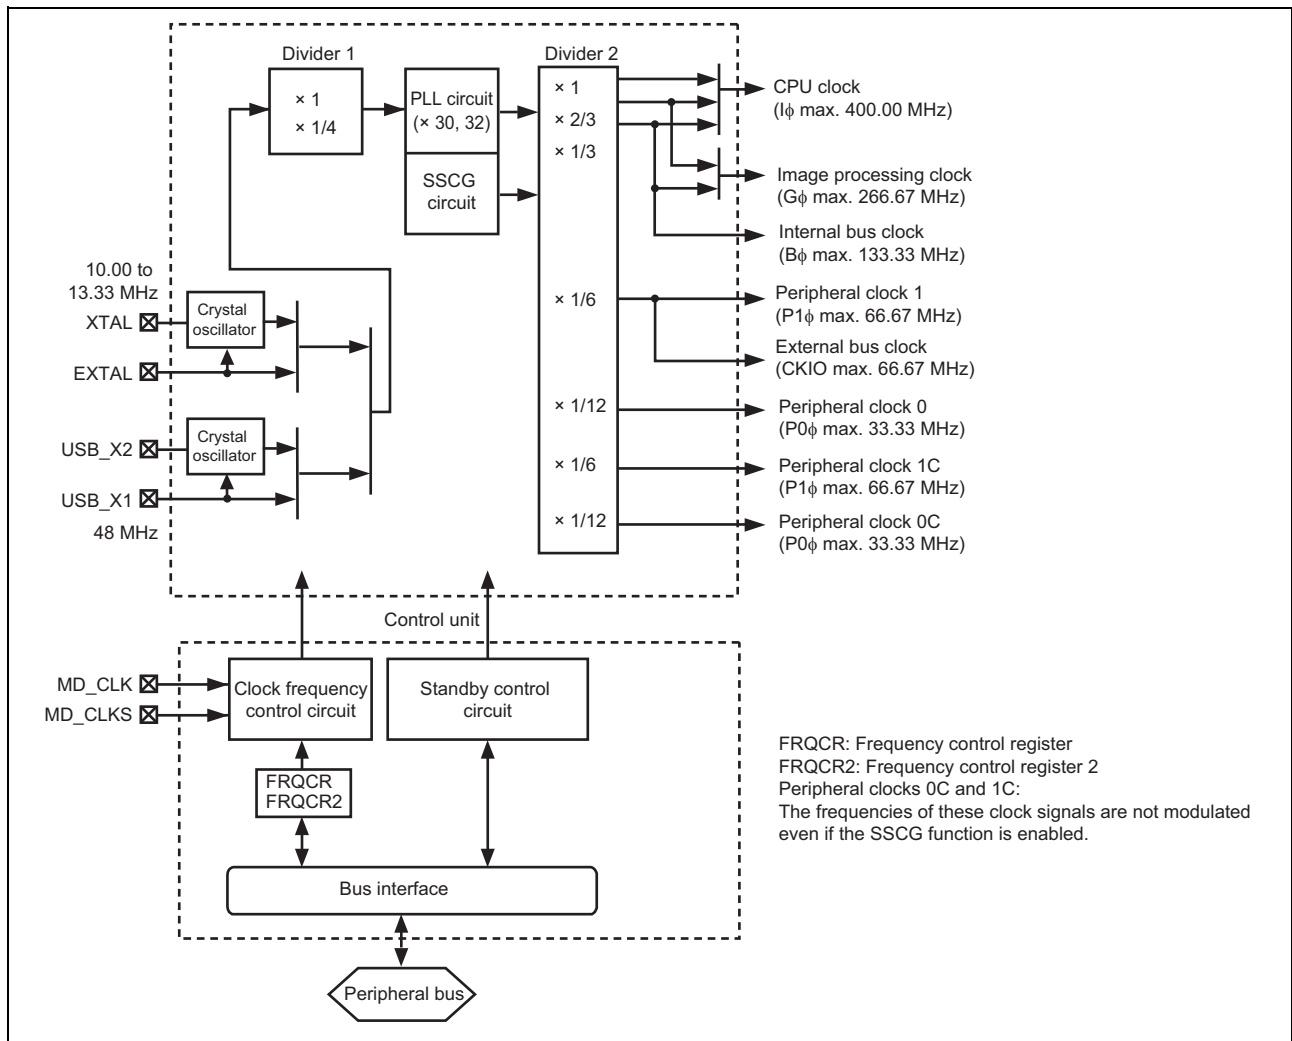 Divider 1
× 1
× 1/4
PLL circuit
(× 30, 32)
SSCG
circuit
Divider 2
× 1
× 2/3
× 1/3
× 1/6
× 1/12
× 1/6
× 1/12
CPU clock
(Iϕ max. 400.00 MHz)
Image processing clock
(Gϕ max. 266.67 MHz)
Internal bus clock
(Bϕ max. 133.33 MHz)
Peripheral clock 1
(P1ϕ max. 66.67 MHz)
External bus clock
(CKIO max. 66.67 MHz)
Peripheral clock 0
(P0ϕ max. 33.33 MHz)
Peripheral clock 1C
(P1ϕ max. 66.67 MHz)
Peripheral clock 0C
(P0ϕ max. 33.33 MHz)
10.00 to
13.33 MHz
XTAL
Crystal
oscillator
EXTAL
USB_X2
Crystal
oscillator
USB_X1
48 MHz
Control unit
MD_CLK
MD_CLKS
Clock frequency
control circuit
Standby control
circuit
FRQCR
FRQCR2
Bus interface
Peripheral bus
FRQCR: Frequency control register
FRQCR2: Frequency control register 2
Peripheral clocks 0C and 1C:
The frequencies of these clock signals are not modulated
even if the SSCG function is enabled.